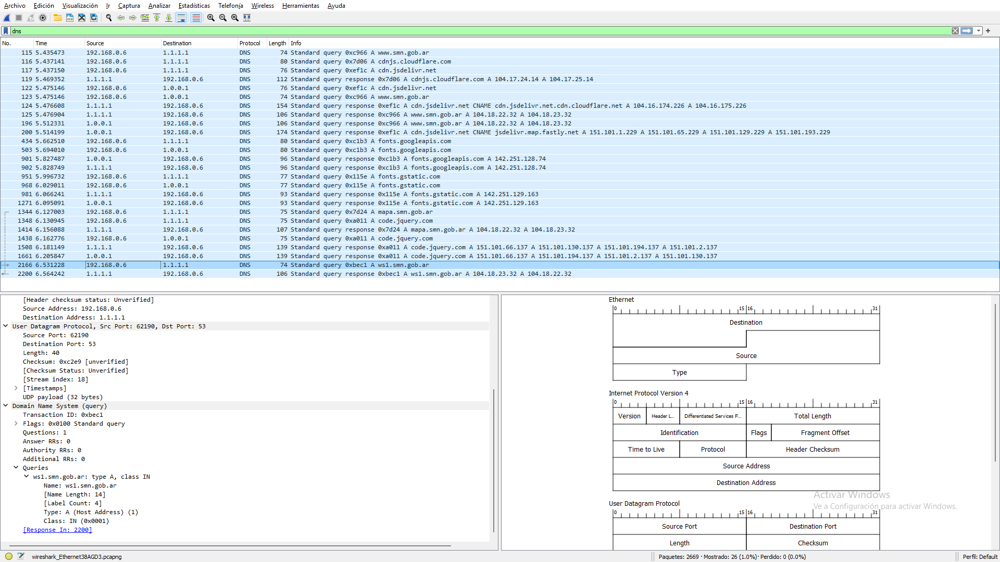 Archivo Edición Visualización Ir Captura Analizar Estadísticas Telefonía Wireless Herramientas Ayuda
dns
No. Time Source Destination Protocol Length Info
115 5.435473 192.168.0.6 1.1.1.1 DNS 74 Standard query 0xc966 A www.smn.gob.ar
116 5.437141 192.168.0.6 1.1.1.1 DNS 80 Standard query 0x7d06 A cdnjs.cloudflare.com
117 5.437150 192.168.0.6 1.1.1.1 DNS 76 Standard query 0xef1c A cdn.jsdelivr.net
119 5.469352 1.1.1.1 192.168.0.6 DNS 112 Standard query response 0x7d06 A cdnjs.cloudflare.com A 104.17.24.14 A 104.17.25.14
122 5.475146 192.168.0.6 1.0.0.1 DNS 76 Standard query 0xef1c A cdn.jsdelivr.net
123 5.475146 192.168.0.6 1.0.0.1 DNS 74 Standard query 0xc966 A www.smn.gob.ar
124 5.476608 1.1.1.1 192.168.0.6 DNS 154 Standard query response 0xef1c A cdn.jsdelivr.net CNAME cdn.jsdelivr.net.cdn.cloudflare.net A 104.16.174.226 A 104.16.175.226
125 5.476904 1.1.1.1 192.168.0.6 DNS 106 Standard query response 0xc966 A www.smn.gob.ar A 104.18.22.32 A 104.18.23.32
196 5.512331 1.0.0.1 192.168.0.6 DNS 106 Standard query response 0xc966 A www.smn.gob.ar A 104.18.22.32 A 104.18.23.32
200 5.514199 1.0.0.1 192.168.0.6 DNS 174 Standard query response 0xef1c A cdn.jsdelivr.net CNAME jsdelivr.map.fastly.net A 151.101.1.229 A 151.101.65.229 A 151.101.129.229 A 151.101.193.229
434 5.662510 192.168.0.6 1.1.1.1 DNS 80 Standard query 0xc1b3 A fonts.googleapis.com
503 5.694010 192.168.0.6 1.0.0.1 DNS 80 Standard query 0xc1b3 A fonts.googleapis.com
901 5.827487 1.0.0.1 192.168.0.6 DNS 96 Standard query response 0xc1b3 A fonts.googleapis.com A 142.251.128.74
902 5.828749 1.1.1.1 192.168.0.6 DNS 96 Standard query response 0xc1b3 A fonts.googleapis.com A 142.251.128.74
951 5.996732 192.168.0.6 1.1.1.1 DNS 77 Standard query 0x115e A fonts.gstatic.com
968 6.029011 192.168.0.6 1.0.0.1 DNS 77 Standard query 0x115e A fonts.gstatic.com
981 6.066241 1.1.1.1 192.168.0.6 DNS 93 Standard query response 0x115e A fonts.gstatic.com A 142.251.129.163
1271 6.095091 1.0.0.1 192.168.0.6 DNS 93 Standard query response 0x115e A fonts.gstatic.com A 142.251.129.163
1344 6.127003 192.168.0.6 1.1.1.1 DNS 75 Standard query 0x7d24 A mapa.smn.gob.ar
1348 6.130945 192.168.0.6 1.1.1.1 DNS 75 Standard query 0xa011 A code.jquery.com
1414 6.156088 1.1.1.1 192.168.0.6 DNS 107 Standard query response 0x7d24 A mapa.smn.gob.ar A 104.18.22.32 A 104.18.23.32
1438 6.162776 192.168.0.6 1.0.0.1 DNS 75 Standard query 0xa011 A code.jquery.com
1508 6.181149 1.1.1.1 192.168.0.6 DNS 139 Standard query response 0xa011 A code.jquery.com A 151.101.66.137 A 151.101.130.137 A 151.101.194.137 A 151.101.2.137
1661 6.205847 1.0.0.1 192.168.0.6 DNS 139 Standard query response 0xa011 A code.jquery.com A 151.101.66.137 A 151.101.194.137 A 151.101.2.137 A 151.101.130.137
2166 6.531228 192.168.0.6 1.1.1.1 DNS 74 Standard query 0xbec1 A ws1.smn.gob.ar
2200 6.564242 1.1.1.1 192.168.0.6 DNS 106 Standard query response 0xbec1 A ws1.smn.gob.ar A 104.18.23.32 A 104.18.22.32
[Header checksum status: Unverified]
Source Address: 192.168.0.6
Destination Address: 1.1.1.1
User Datagram Protocol, Src Port: 62190, Dst Port: 53
Source Port: 62190
Destination Port: 53
Length: 40
Checksum: 0xc2e9 [unverified]
[Checksum Status: Unverified]
[Stream index: 18]
[Timestamps]
UDP payload (32 bytes)
Domain Name System (query)
Transaction ID: 0xbec1
Flags: 0x0100 Standard query
Questions: 1
Answer RRs: 0
Authority RRs: 0
Additional RRs: 0
Queries
ws1.smn.gob.ar: type A, class IN
Name: ws1.smn.gob.ar
[Name Length: 14]
[Label Count: 4]
Type: A (Host Address) (1)
Class: IN (0x0001)
[Response In: 2200]
Ethernet
0 15 16 31
Destination
Source
Type
Internet Protocol Version 4
0 15 16 31
Version Header L... Differentiated Services F... Total Length
Identification Flags Fragment Offset
Time to Live Protocol Header Checksum
Source Address
Destination Address
User Datagram Protocol
0 15 16 31
Source Port Destination Port
Length Checksum
Activar Windows
Ve a Configuración para activar Windows.
wireshark_Ethernet38AGD3.pcapng
Paquetes: 2669 · Mostrado: 26 (1.0%) · Perdido: 0 (0.0%)
Perfil: Default